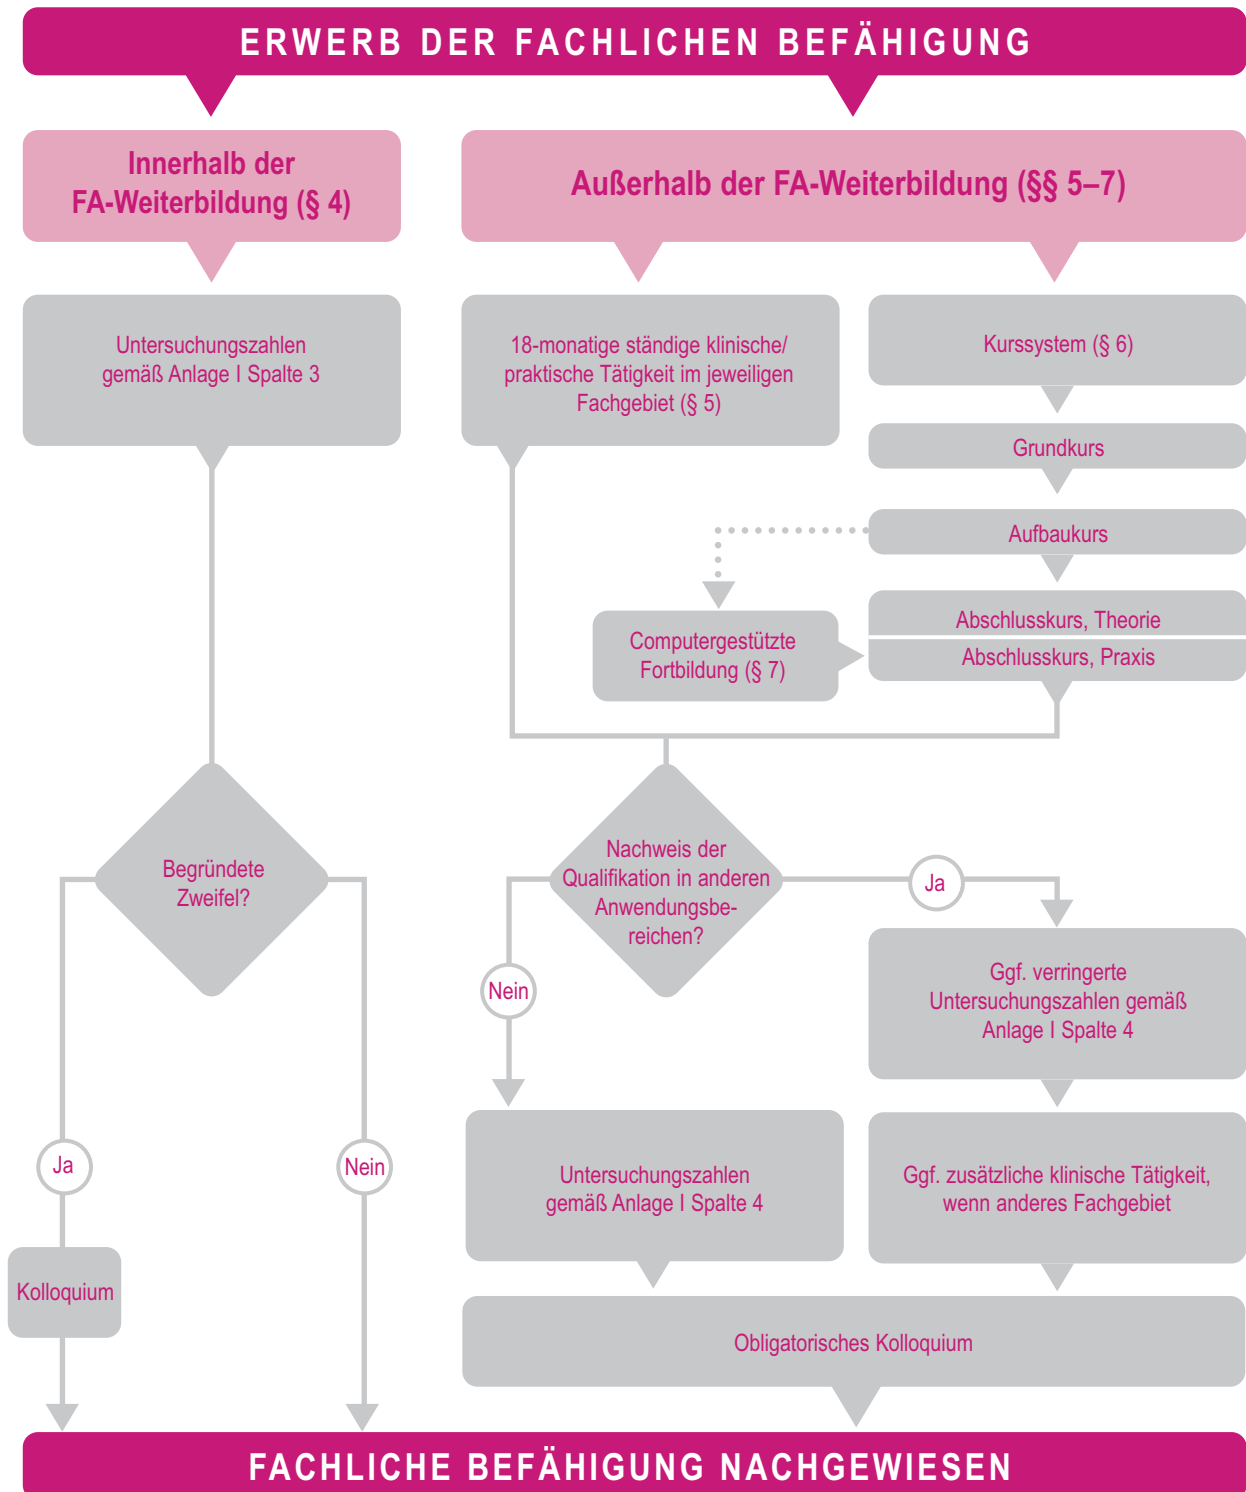 ERWERB DER FACHLICHEN BEFÄHIGUNG
Innerhalb der
FA-Weiterbildung (§ 4)
Außerhalb der FA-Weiterbildung (§§ 5–7)
Untersuchungszahlen
gemäß Anlage I Spalte 3
18-monatige ständige klinische/
praktische Tätigkeit im jeweiligen
Fachgebiet (§ 5)
Kurssystem (§ 6)
Grundkurs
Aufbaukurs
Computergestützte
Fortbildung (§ 7)
Abschlusskurs, Theorie
Abschlusskurs, Praxis
Begründete
Zweifel?
Nachweis der
Qualifikation in anderen
Anwendungsbe-
reichen?
Ja
Nein
Ggf. verringerte
Untersuchungszahlen gemäß
Anlage I Spalte 4
Ja
Nein
Untersuchungszahlen
gemäß Anlage I Spalte 4
Ggf. zusätzliche klinische Tätigkeit,
wenn anderes Fachgebiet
Kolloquium
Obligatorisches Kolloquium
FACHLICHE BEFÄHIGUNG NACHGEWIESEN